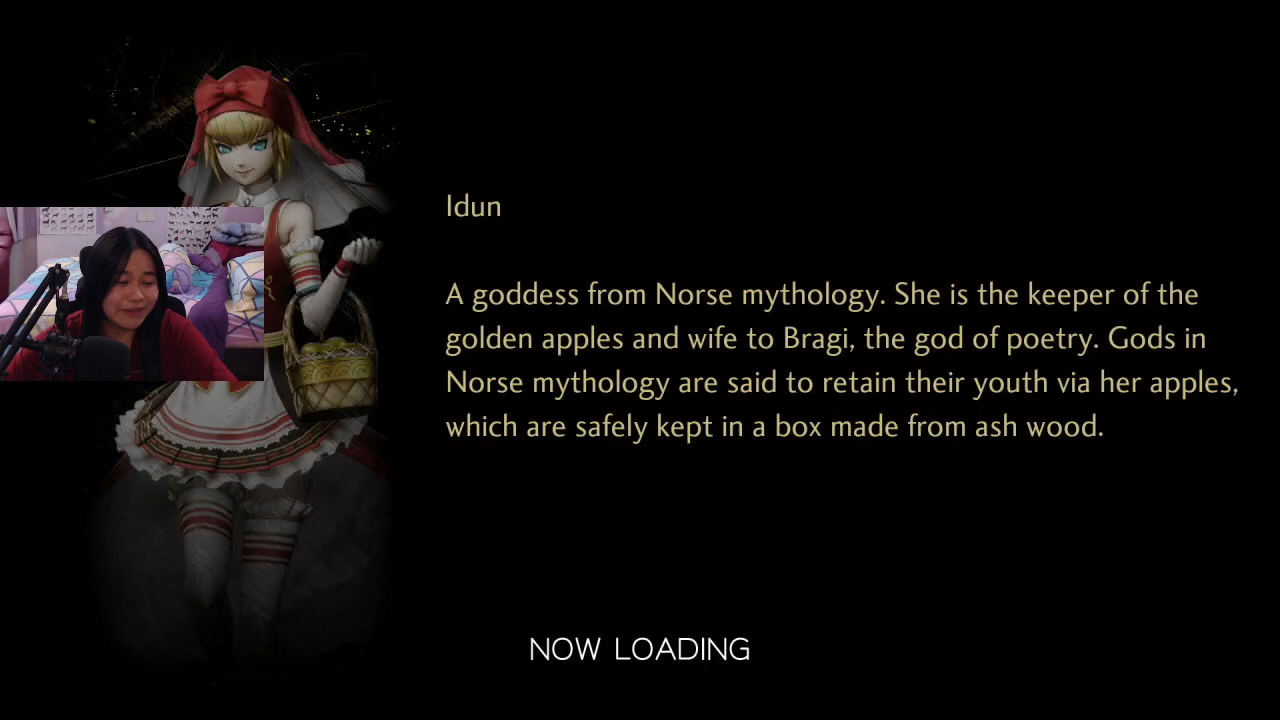 Idun
A goddess from Norse mythology. She is the keeper of the
golden apples and wife to Bragi, the god of poetry. Gods in
Norse mythology are said to retain their youth via her apples,
which are safely kept in a box made from ash wood.
NOW LOADING